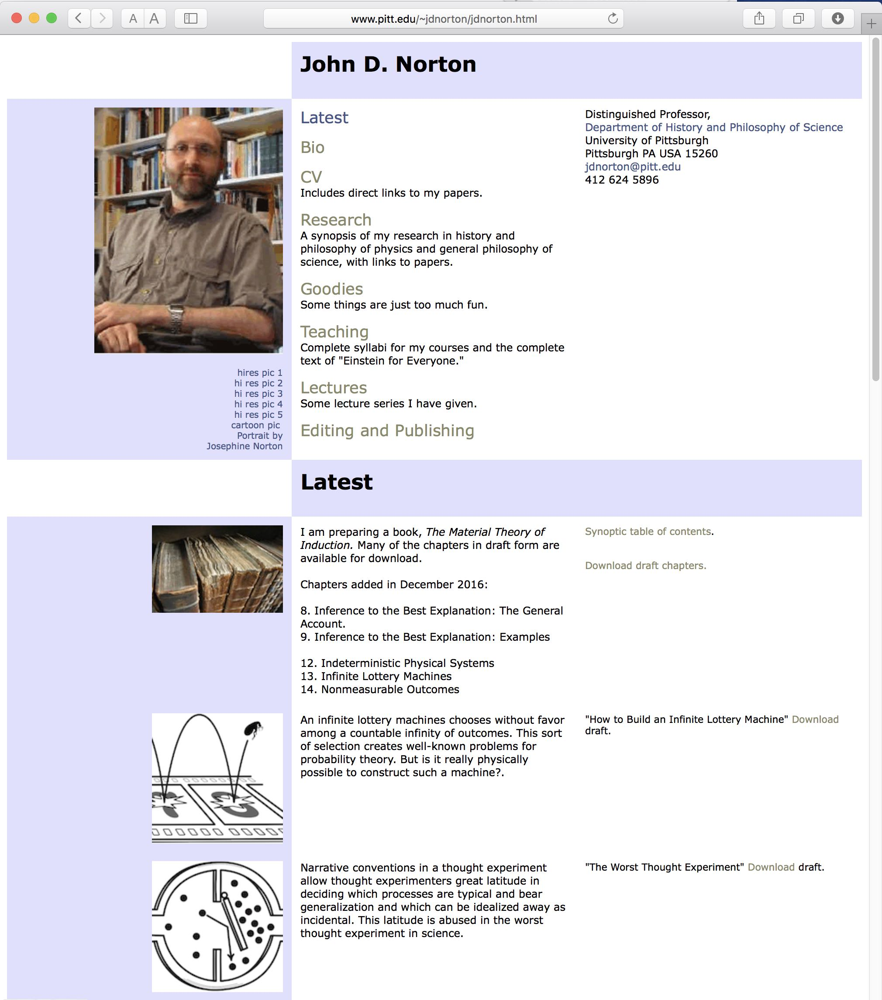 A A
www.pitt.edu/~jdnorton/jdnorton.html
John D. Norton
Latest
Bio
CV
Includes direct links to my papers.
Research
A synopsis of my research in history and
philosophy of physics and general philosophy of
science, with links to papers.
Goodies
Some things are just too much fun.
Teaching
Complete syllabi for my courses and the complete
text of "Einstein for Everyone."
Lectures
Some lecture series I have given.
Editing and Publishing
Distinguished Professor,
Department of History and Philosophy of Science
University of Pittsburgh
Pittsburgh PA USA 15260
jdnorton@pitt.edu
412 624 5896
hires pic 1
hi res pic 2
hi res pic 3
hi res pic 4
hi res pic 5
cartoon pic
Portrait by
Josephine Norton
Latest
I am preparing a book, The Material Theory of
Induction. Many of the chapters in draft form are
available for download.
Chapters added in December 2016:
8. Inference to the Best Explanation: The General
Account.
9. Inference to the Best Explanation: Examples
12. Indeterministic Physical Systems
13. Infinite Lottery Machines
14. Nonmeasurable Outcomes
Synoptic table of contents.
Download draft chapters.
An infinite lottery machines chooses without favor
among a countable infinity of outcomes. This sort
of selection creates well-known problems for
probability theory. But is it really physically
possible to construct such a machine?.
"How to Build an Infinite Lottery Machine" Download
draft.
Narrative conventions in a thought experiment
allow thought experimenters great latitude in
deciding which processes are typical and bear
generalization and which can be idealized away as
incidental. This latitude is abused in the worst
thought experiment in science.
"The Worst Thought Experiment" Download draft.